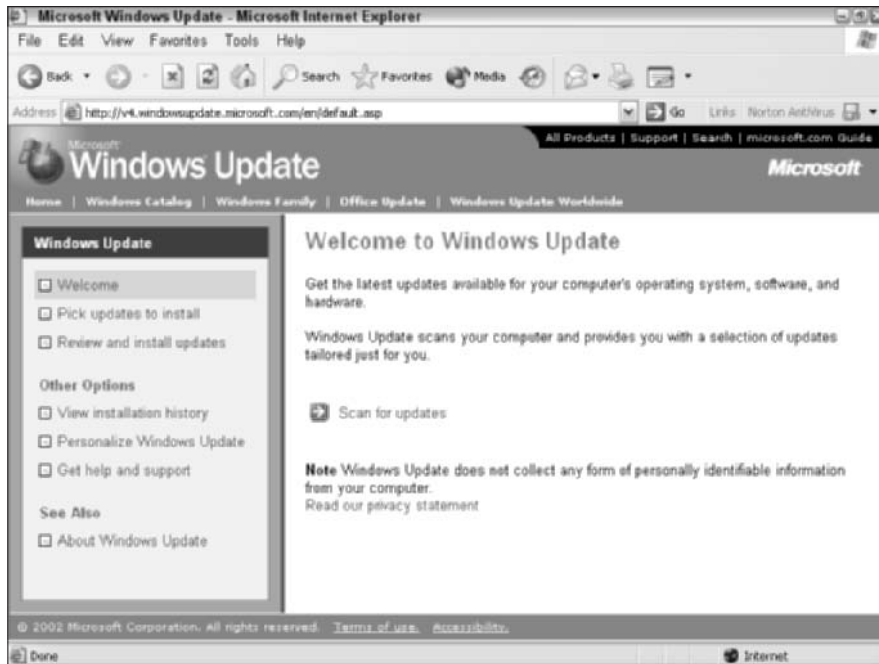 Microsoft Windows Update - Microsoft Internet Explorer
File Edit View Favorites Tools Help
Back Search Favorites Media
Address http://v4.windowsupdate.microsoft.com/en/default.asp Go Links Norton AntiVirus
All Products | Support | Search | microsoft.com Guide
Microsoft
Windows Update
Microsoft
Home | Windows Catalog | Windows Family | Office Update | Windows Update Worldwide
Windows Update
Welcome
Pick updates to install
Review and install updates
Other Options
View installation history
Personalize Windows Update
Get help and support
See Also
About Windows Update
Welcome to Windows Update
Get the latest updates available for your computer's operating system, software, and
hardware.
Windows Update scans your computer and provides you with a selection of updates
tailored just for you.
Scan for updates
Note Windows Update does not collect any form of personally identifiable information
from your computer.
Read our privacy statement
© 2002 Microsoft Corporation. All rights reserved. Terms of use. Accessibility.
Done Internet